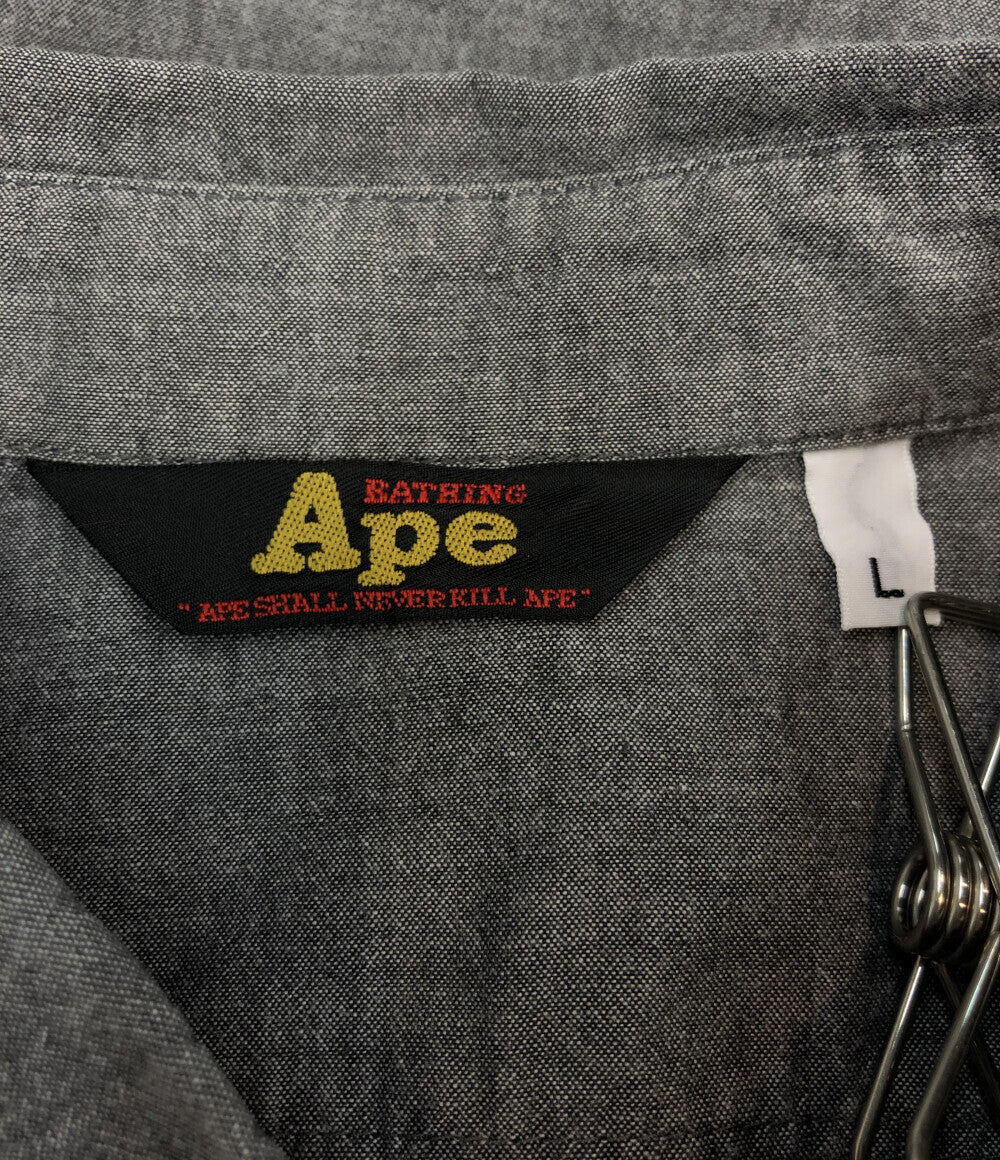 BATHING
Ape
"APE SHALL NEVER KILL APE"
L